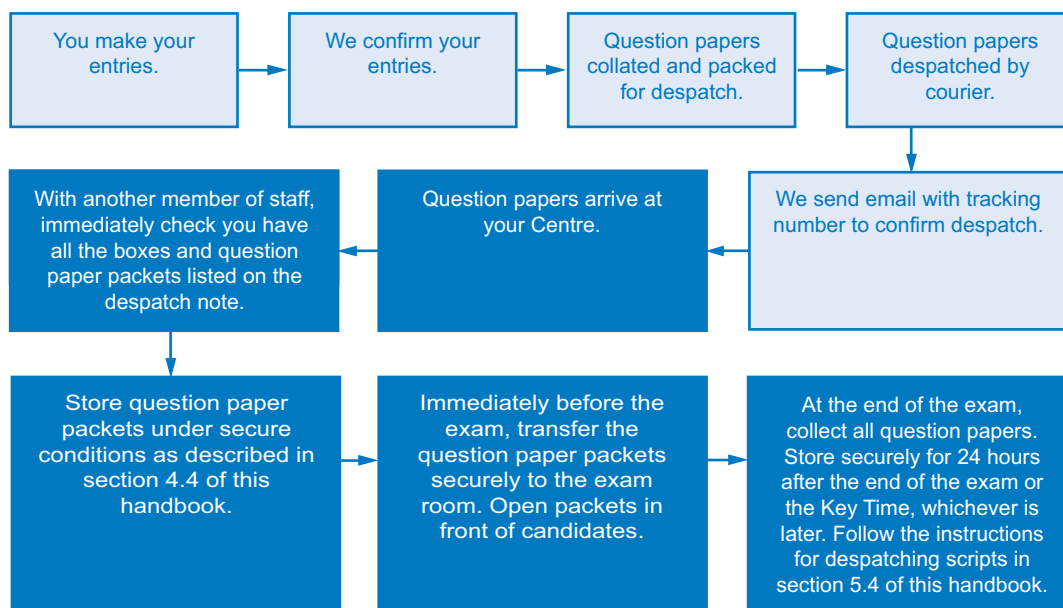 You make your
entries.
We confirm your
entries.
Question papers
collated and packed
for despatch.
Question papers
despatched by
courier.
We send email with tracking
number to confirm despatch.
Question papers arrive at
your Centre.
With another member of staff,
immediately check you have
all the boxes and question
paper packets listed on the
despatch note.
Store question paper
packets under secure
conditions as described in
section 4.4 of this
handbook.
Immediately before the
exam, transfer the
question paper packets
securely to the exam
room. Open packets in
front of candidates.
At the end of the exam,
collect all question papers.
Store securely for 24 hours
after the end of the exam or
the Key Time, whichever is
later. Follow the instructions
for despatching scripts in
section 5.4 of this handbook.